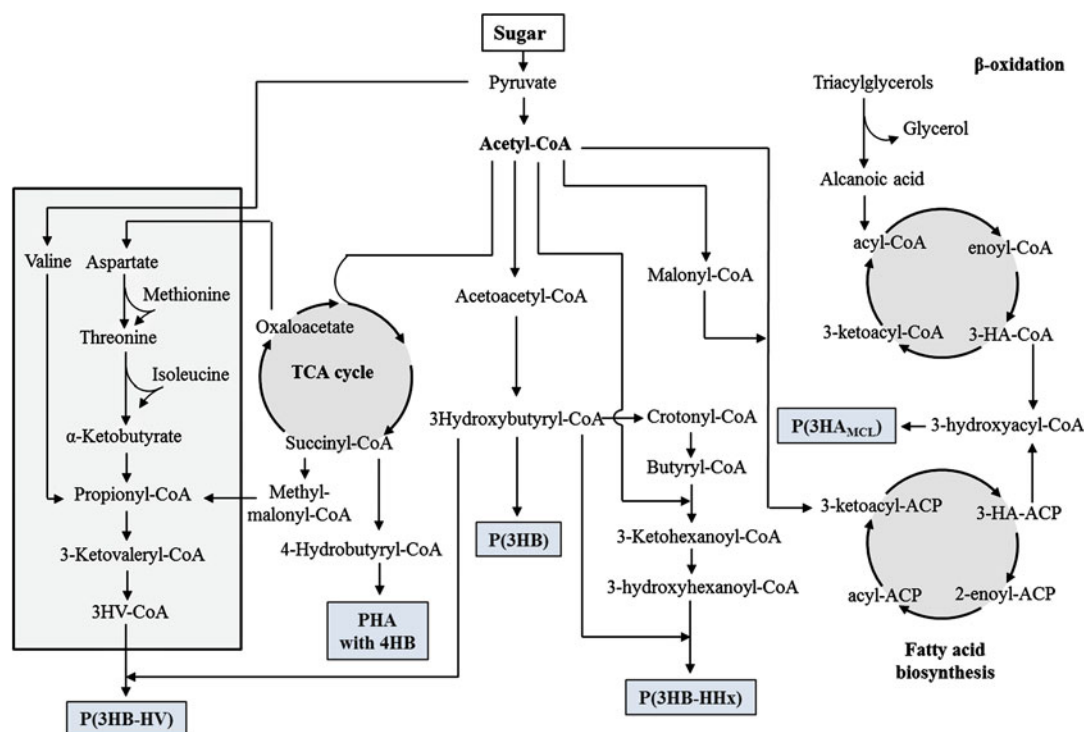 Sugar
Pyruvate
Acetyl-CoA
β-oxidation
Triacylglycerols
Glycerol
Alcanoic acid
acyl-CoA
enoyl-CoA
3-ketoacyl-CoA
3-HA-CoA
Valine
Aspartate
Methionine
Threonine
Isoleucine
α-Ketobutyrate
Propionyl-CoA
3-Ketovaleryl-CoA
3HV-CoA
P(3HB-HV)
Oxaloacetate
TCA cycle
Succinyl-CoA
Methyl-
malonyl-CoA
4-Hydrobutyryl-CoA
PHA
with 4HB
Acetoacetyl-CoA
3Hydroxybutyryl-CoA
P(3HB)
Malonyl-CoA
Crotonyl-CoA
Butyryl-CoA
3-Ketohexanoyl-CoA
3-hydroxyhexanoyl-CoA
P(3HB-HHx)
P(3HAMCL)
3-hydroxyacyl-CoA
3-ketoacyl-ACP
3-HA-ACP
acyl-ACP
2-enoyl-ACP
Fatty acid
biosynthesis